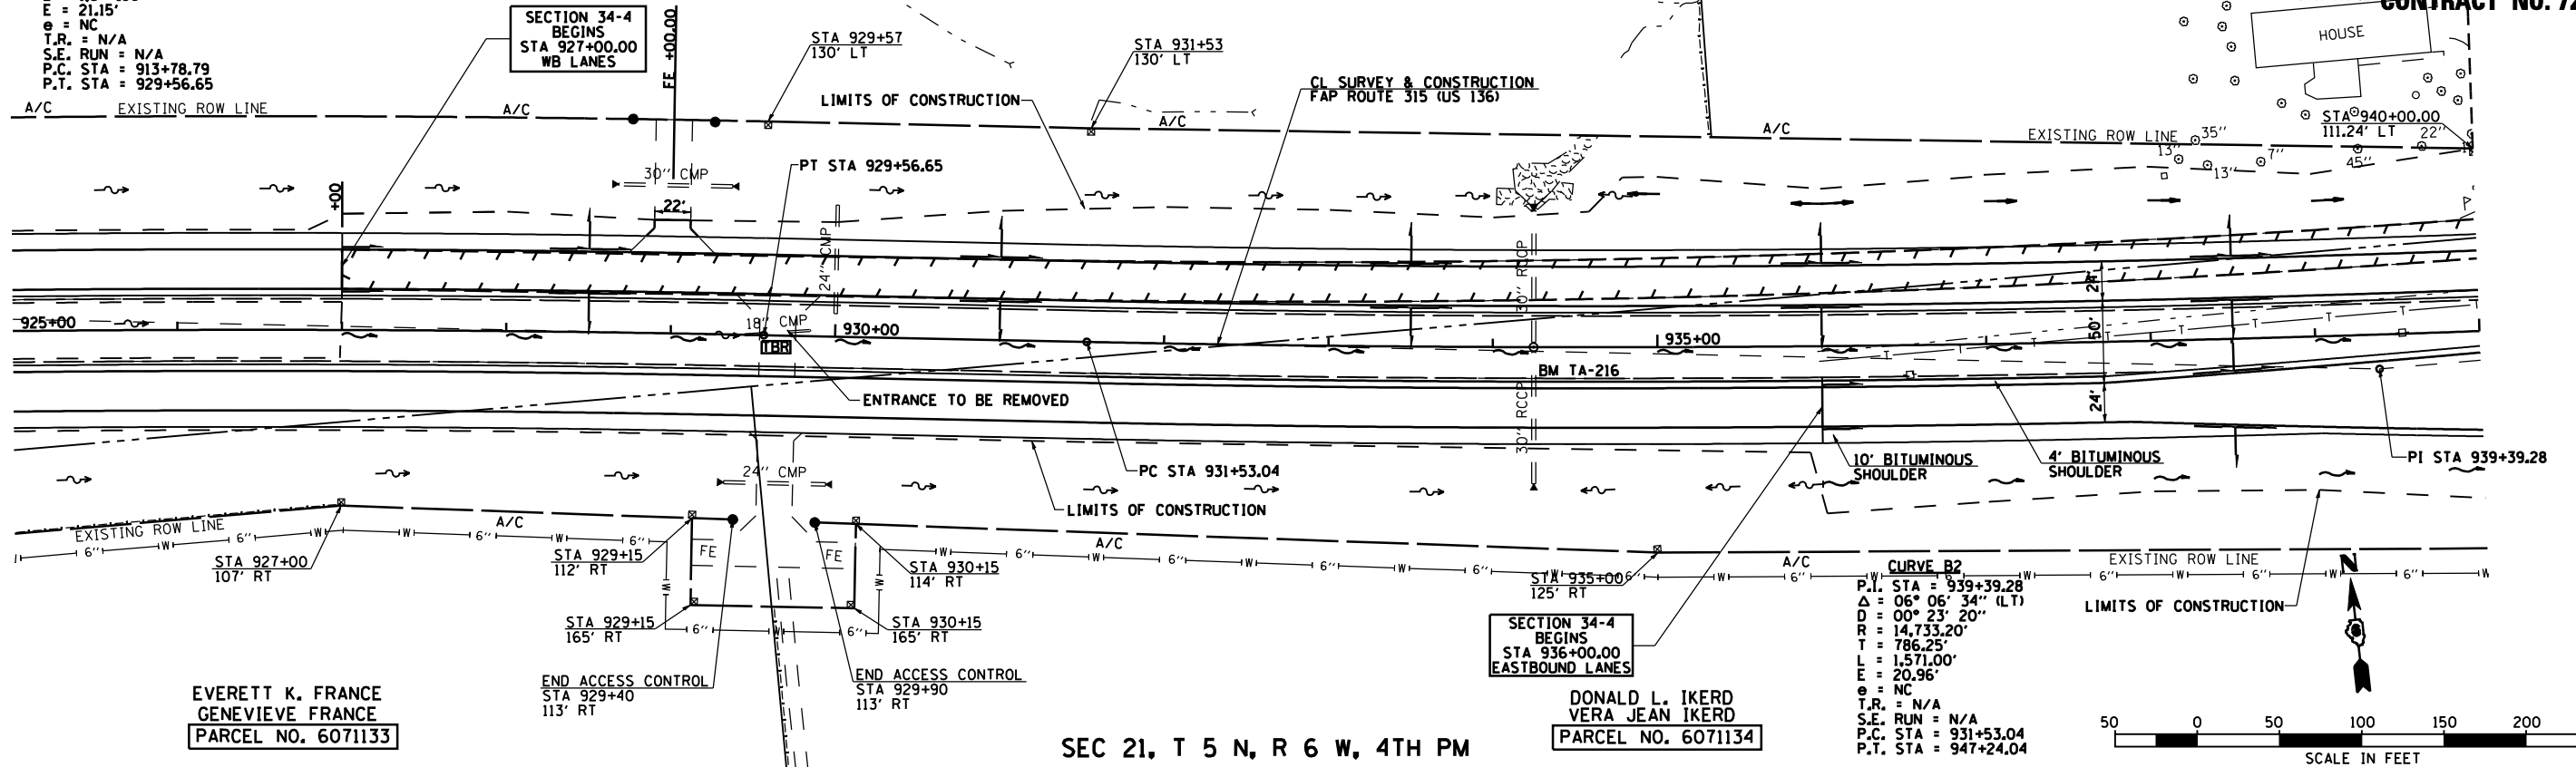 E = 21.15'
e = NC
T.R. = N/A
S.E. RUN = N/A
P.C. STA = 913+78.79
P.T. STA = 929+56.65
SECTION 34-4
BEGINS
STA 927+00.00
WB LANES
FE +00.00
STA 929+57
130' LT
STA 931+53
130' LT
CL SURVEY & CONSTRUCTION
FAP ROUTE 315 (US 136)
LIMITS OF CONSTRUCTION
HOUSE
STA 940+00.00
111.24' LT
A/C
EXISTING ROW LINE
A/C
A/C
A/C
EXISTING ROW LINE
35"
22"
13"
13"
7"
45"
PT STA 929+56.65
30" CMP
+00
22'
24" CMP
30" RCCP
24'
925+00
18" CMP
930+00
TBR
935+00
50'
T
T
T
T
T
T
BM TA-216
ENTRANCE TO BE REMOVED
30" RCCP
24'
PC STA 931+53.04
10' BITUMINOUS
SHOULDER
4' BITUMINOUS
SHOULDER
PI STA 939+39.28
24" CMP
LIMITS OF CONSTRUCTION
EXISTING ROW LINE
A/C
A/C
A/C
EXISTING ROW LINE
6"
W
6"
W
STA 927+00
107' RT
STA 929+15
112' RT
FE
FE
STA 930+15
114' RT
STA 935+00
125' RT
STA 929+15
165' RT
STA 930+15
165' RT
END ACCESS CONTROL
STA 929+40
113' RT
END ACCESS CONTROL
STA 929+90
113' RT
SECTION 34-4
BEGINS
STA 936+00.00
EASTBOUND LANES
CURVE B2
P.I. STA = 939+39.28
Δ = 06° 06' 34" (LT)
D = 00° 23' 20"
R = 14,733.20'
T = 786.25'
L = 1,571.00'
E = 20.96'
e = NC
T.R. = N/A
S.E. RUN = N/A
P.C. STA = 931+53.04
P.T. STA = 947+24.04
LIMITS OF CONSTRUCTION
N
EVERETT K. FRANCE
GENEVIEVE FRANCE
PARCEL NO. 6071133
SEC 21, T 5 N, R 6 W, 4TH PM
DONALD L. IKERD
VERA JEAN IKERD
PARCEL NO. 6071134
50 0 50 100 150 200
SCALE IN FEET